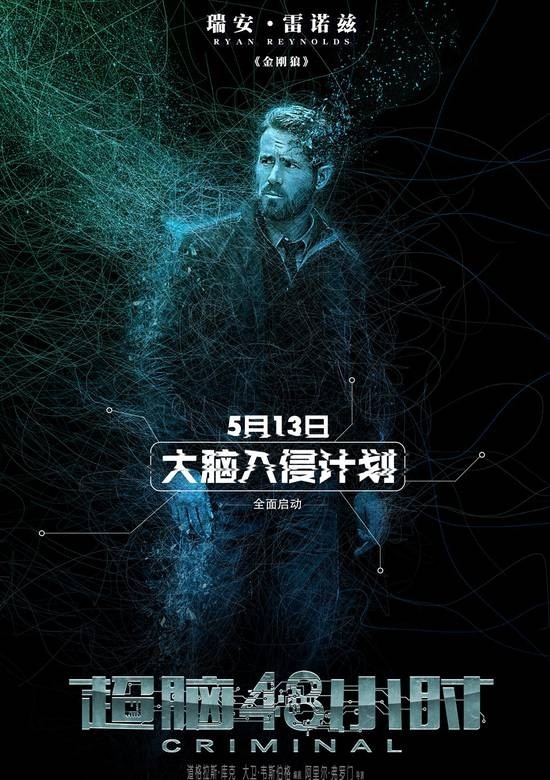 瑞安·雷诺兹
RYAN REYNOLDS
《金刚狼》
5月13日
大脑入侵计划
全面启动
超脑48小时
CRIMINAL
道格拉斯·库克 大卫·韦斯伯格 编剧 阿里尔·弗罗门 导演